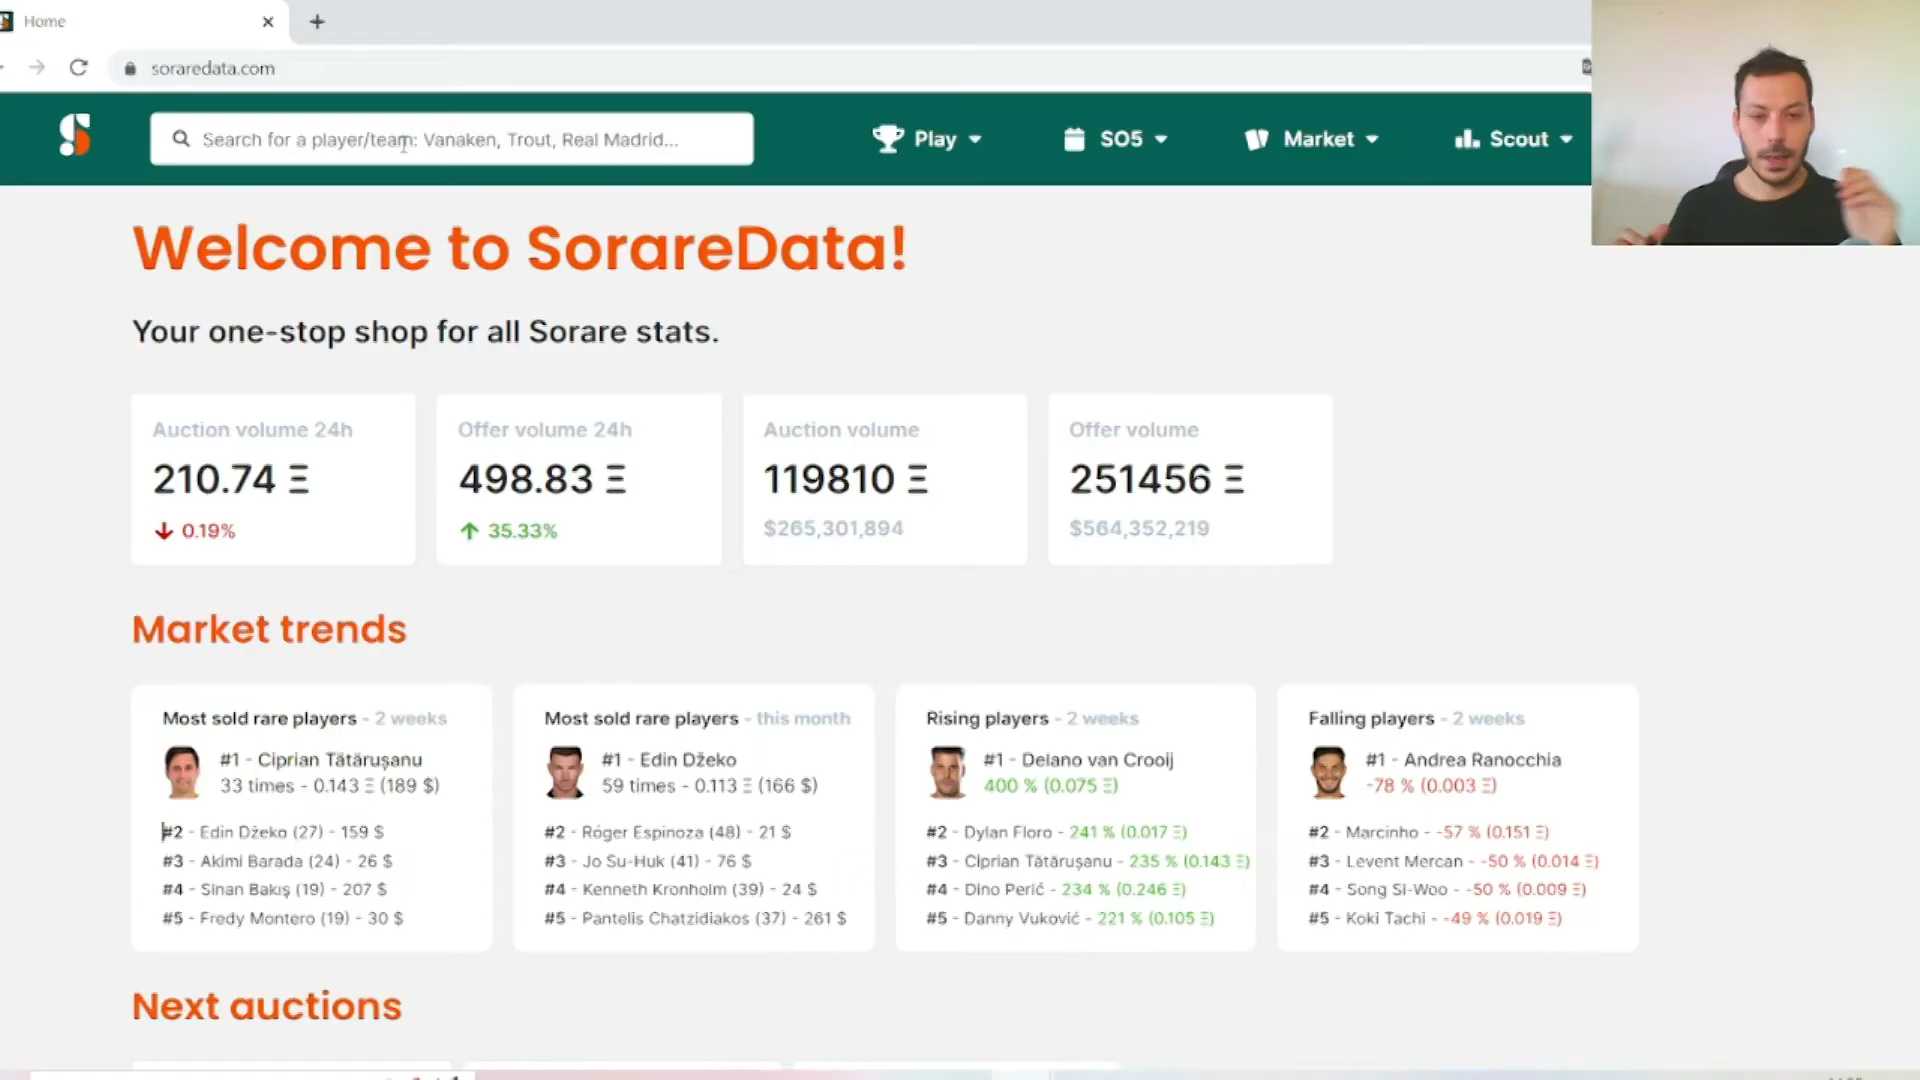 Home
soraredata.com
Search for a player/team: Vanaken, Trout, Real Madrid...
Play
SO5
Market
Scout
Welcome to SorareData!
Your one-stop shop for all Sorare stats.
Auction volume 24h
210.74 Ξ
0.19%
Offer volume 24h
498.83 Ξ
35.33%
Auction volume
119810 Ξ
$265,301,894
Offer volume
251456 Ξ
$564,352,219
Market trends
Most sold rare players - 2 weeks
#1 - Ciprian Tătărușanu
33 times - 0.143 Ξ (189 $)
#2 - Edin Džeko (27) - 159 $
#3 - Akimi Barada (24) - 26 $
#4 - Sinan Bakış (19) - 207 $
#5 - Fredy Montero (19) - 30 $
Most sold rare players - this month
#1 - Edin Džeko
59 times - 0.113 Ξ (166 $)
#2 - Róger Espinoza (48) - 21 $
#3 - Jo Su-Huk (41) - 76 $
#4 - Kenneth Kronholm (39) - 24 $
#5 - Pantelis Chatzidiakos (37) - 261 $
Rising players - 2 weeks
#1 - Delano van Crooij
400 % (0.075 Ξ)
#2 - Dylan Floro - 241 % (0.017 Ξ)
#3 - Ciprian Tătărușanu - 235 % (0.143 Ξ)
#4 - Dino Perić - 234 % (0.246 Ξ)
#5 - Danny Vuković - 221 % (0.105 Ξ)
Falling players - 2 weeks
#1 - Andrea Ranocchia
-78 % (0.003 Ξ)
#2 - Marcinho - -57 % (0.151 Ξ)
#3 - Levent Mercan - -50 % (0.014 Ξ)
#4 - Song Si-Woo - -50 % (0.009 Ξ)
#5 - Koki Tachi - -49 % (0.019 Ξ)
Next auctions